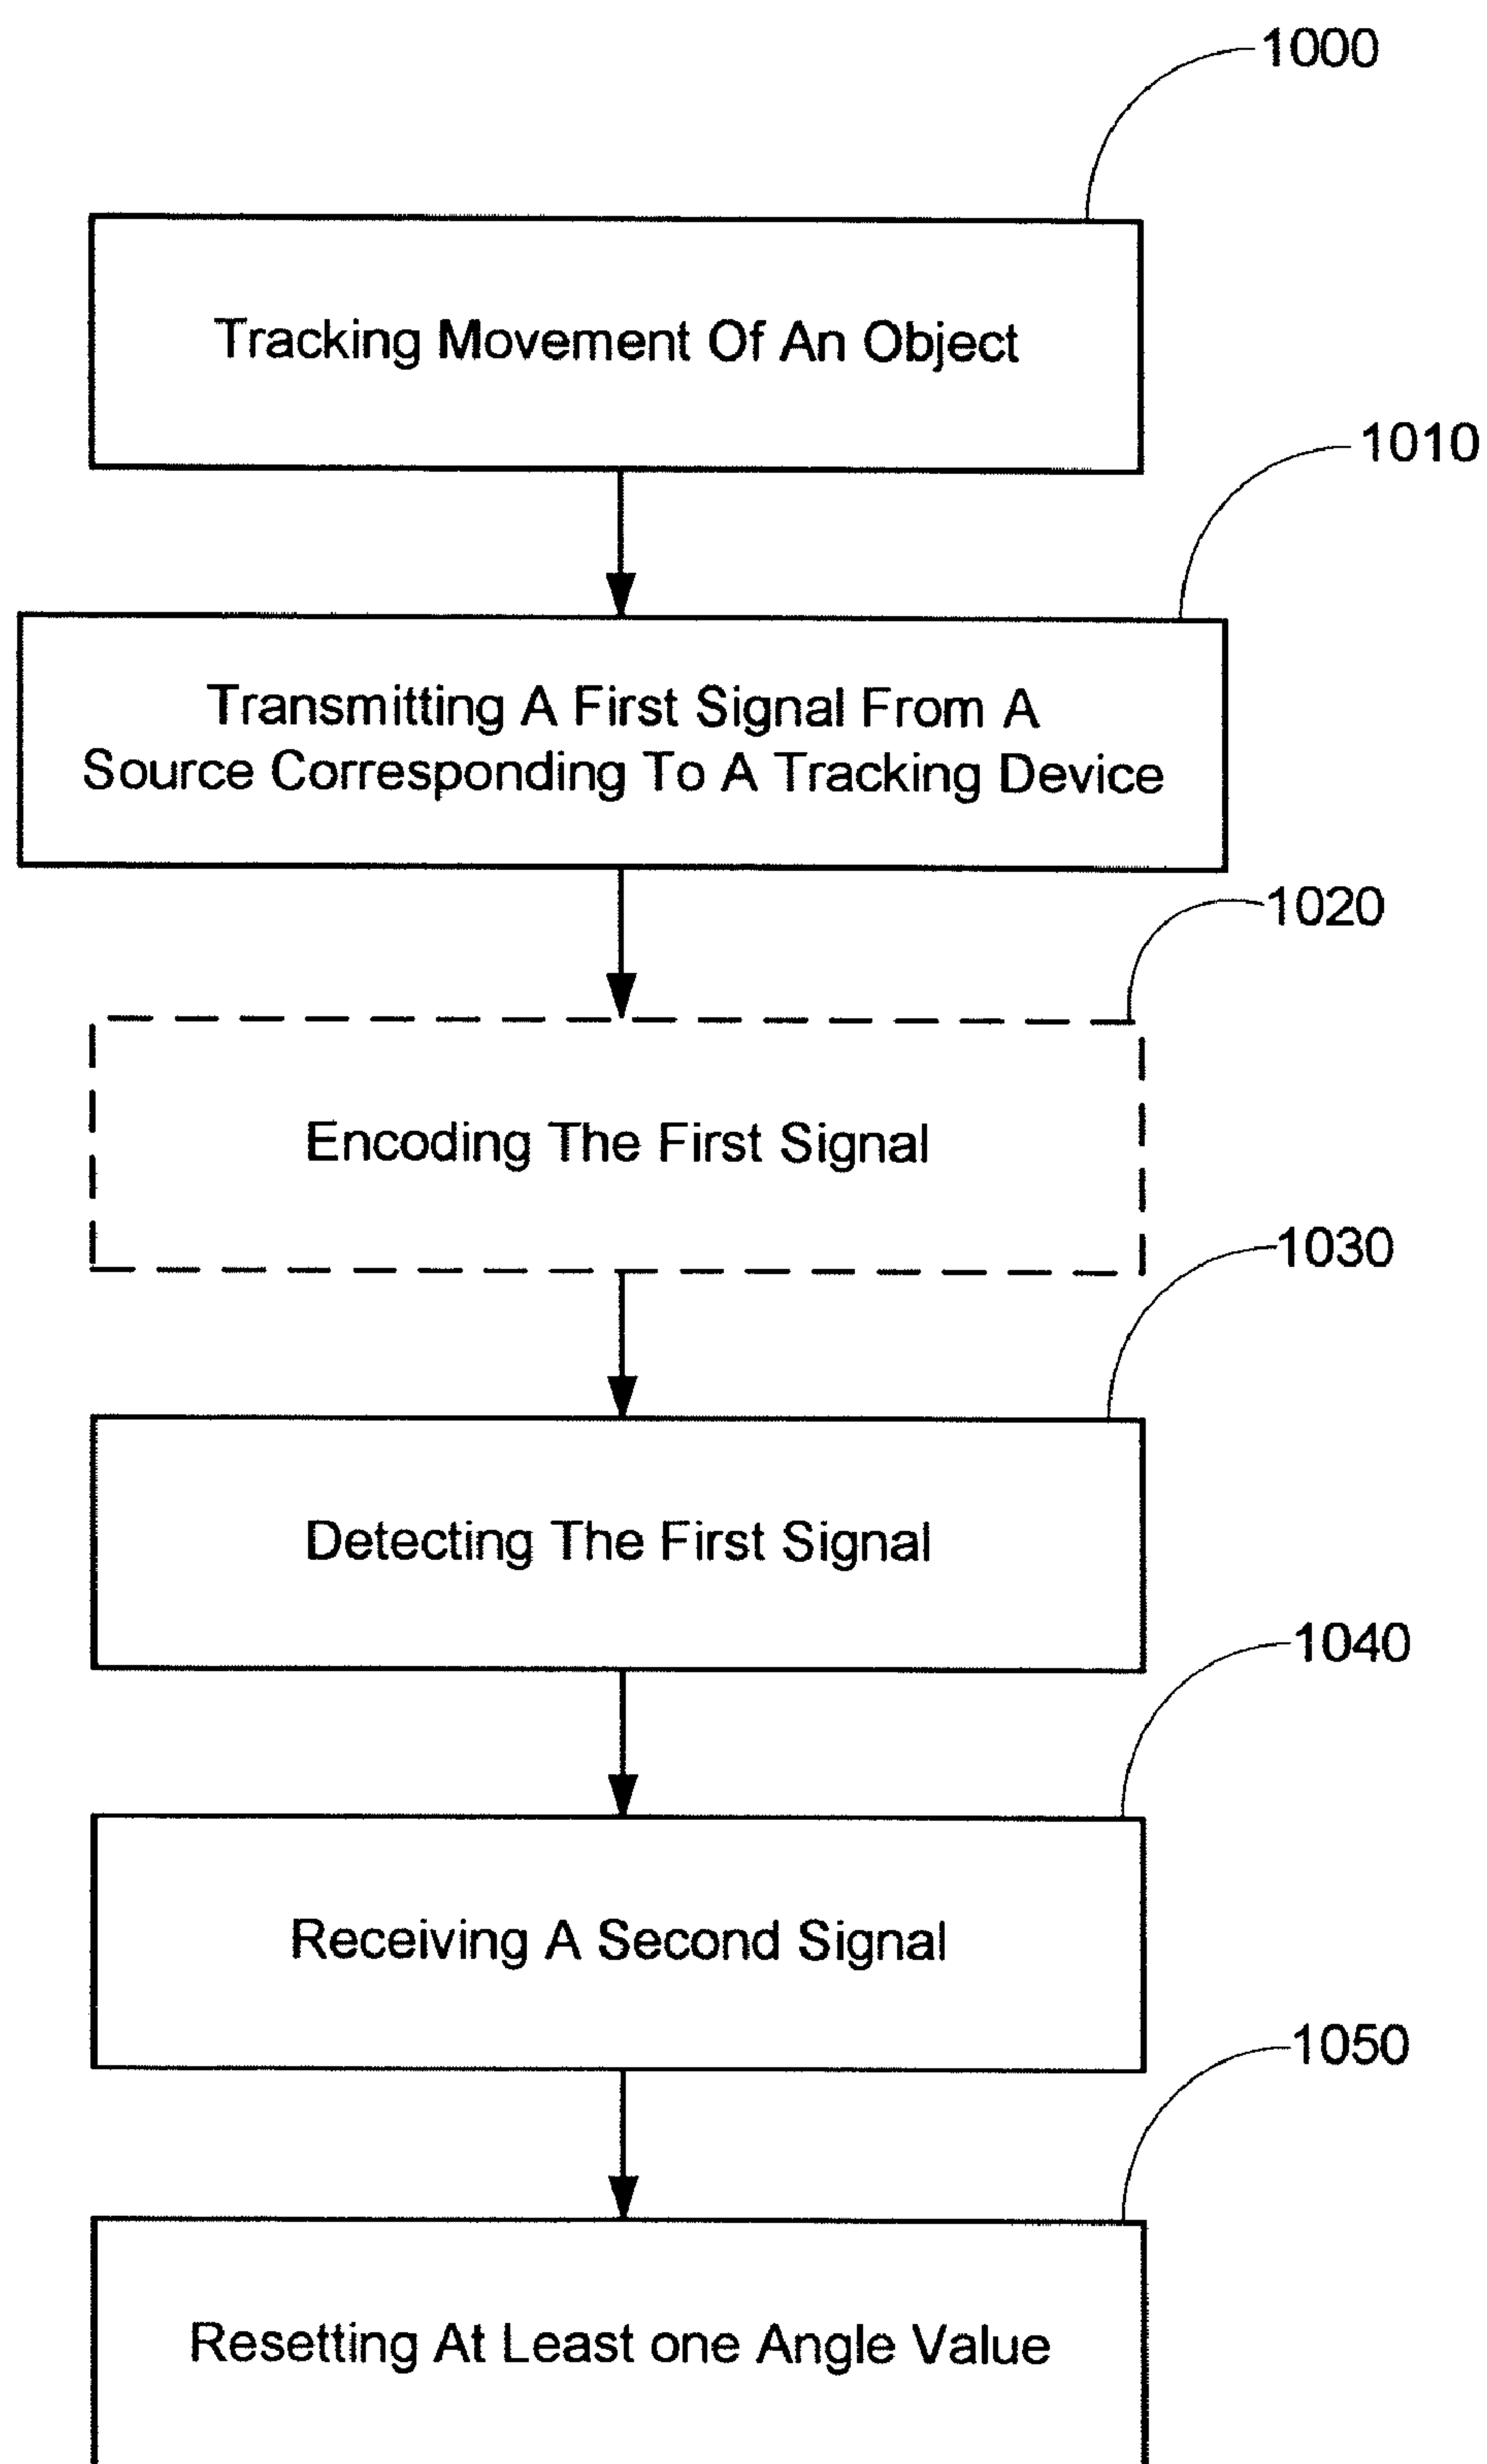 1000
Tracking Movement Of An Object
1010
Transmitting A First Signal From A
Source Corresponding To A Tracking Device
1020
Encoding The First Signal
1030
Detecting The First Signal
1040
Receiving A Second Signal
1050
Resetting At Least one Angle Value